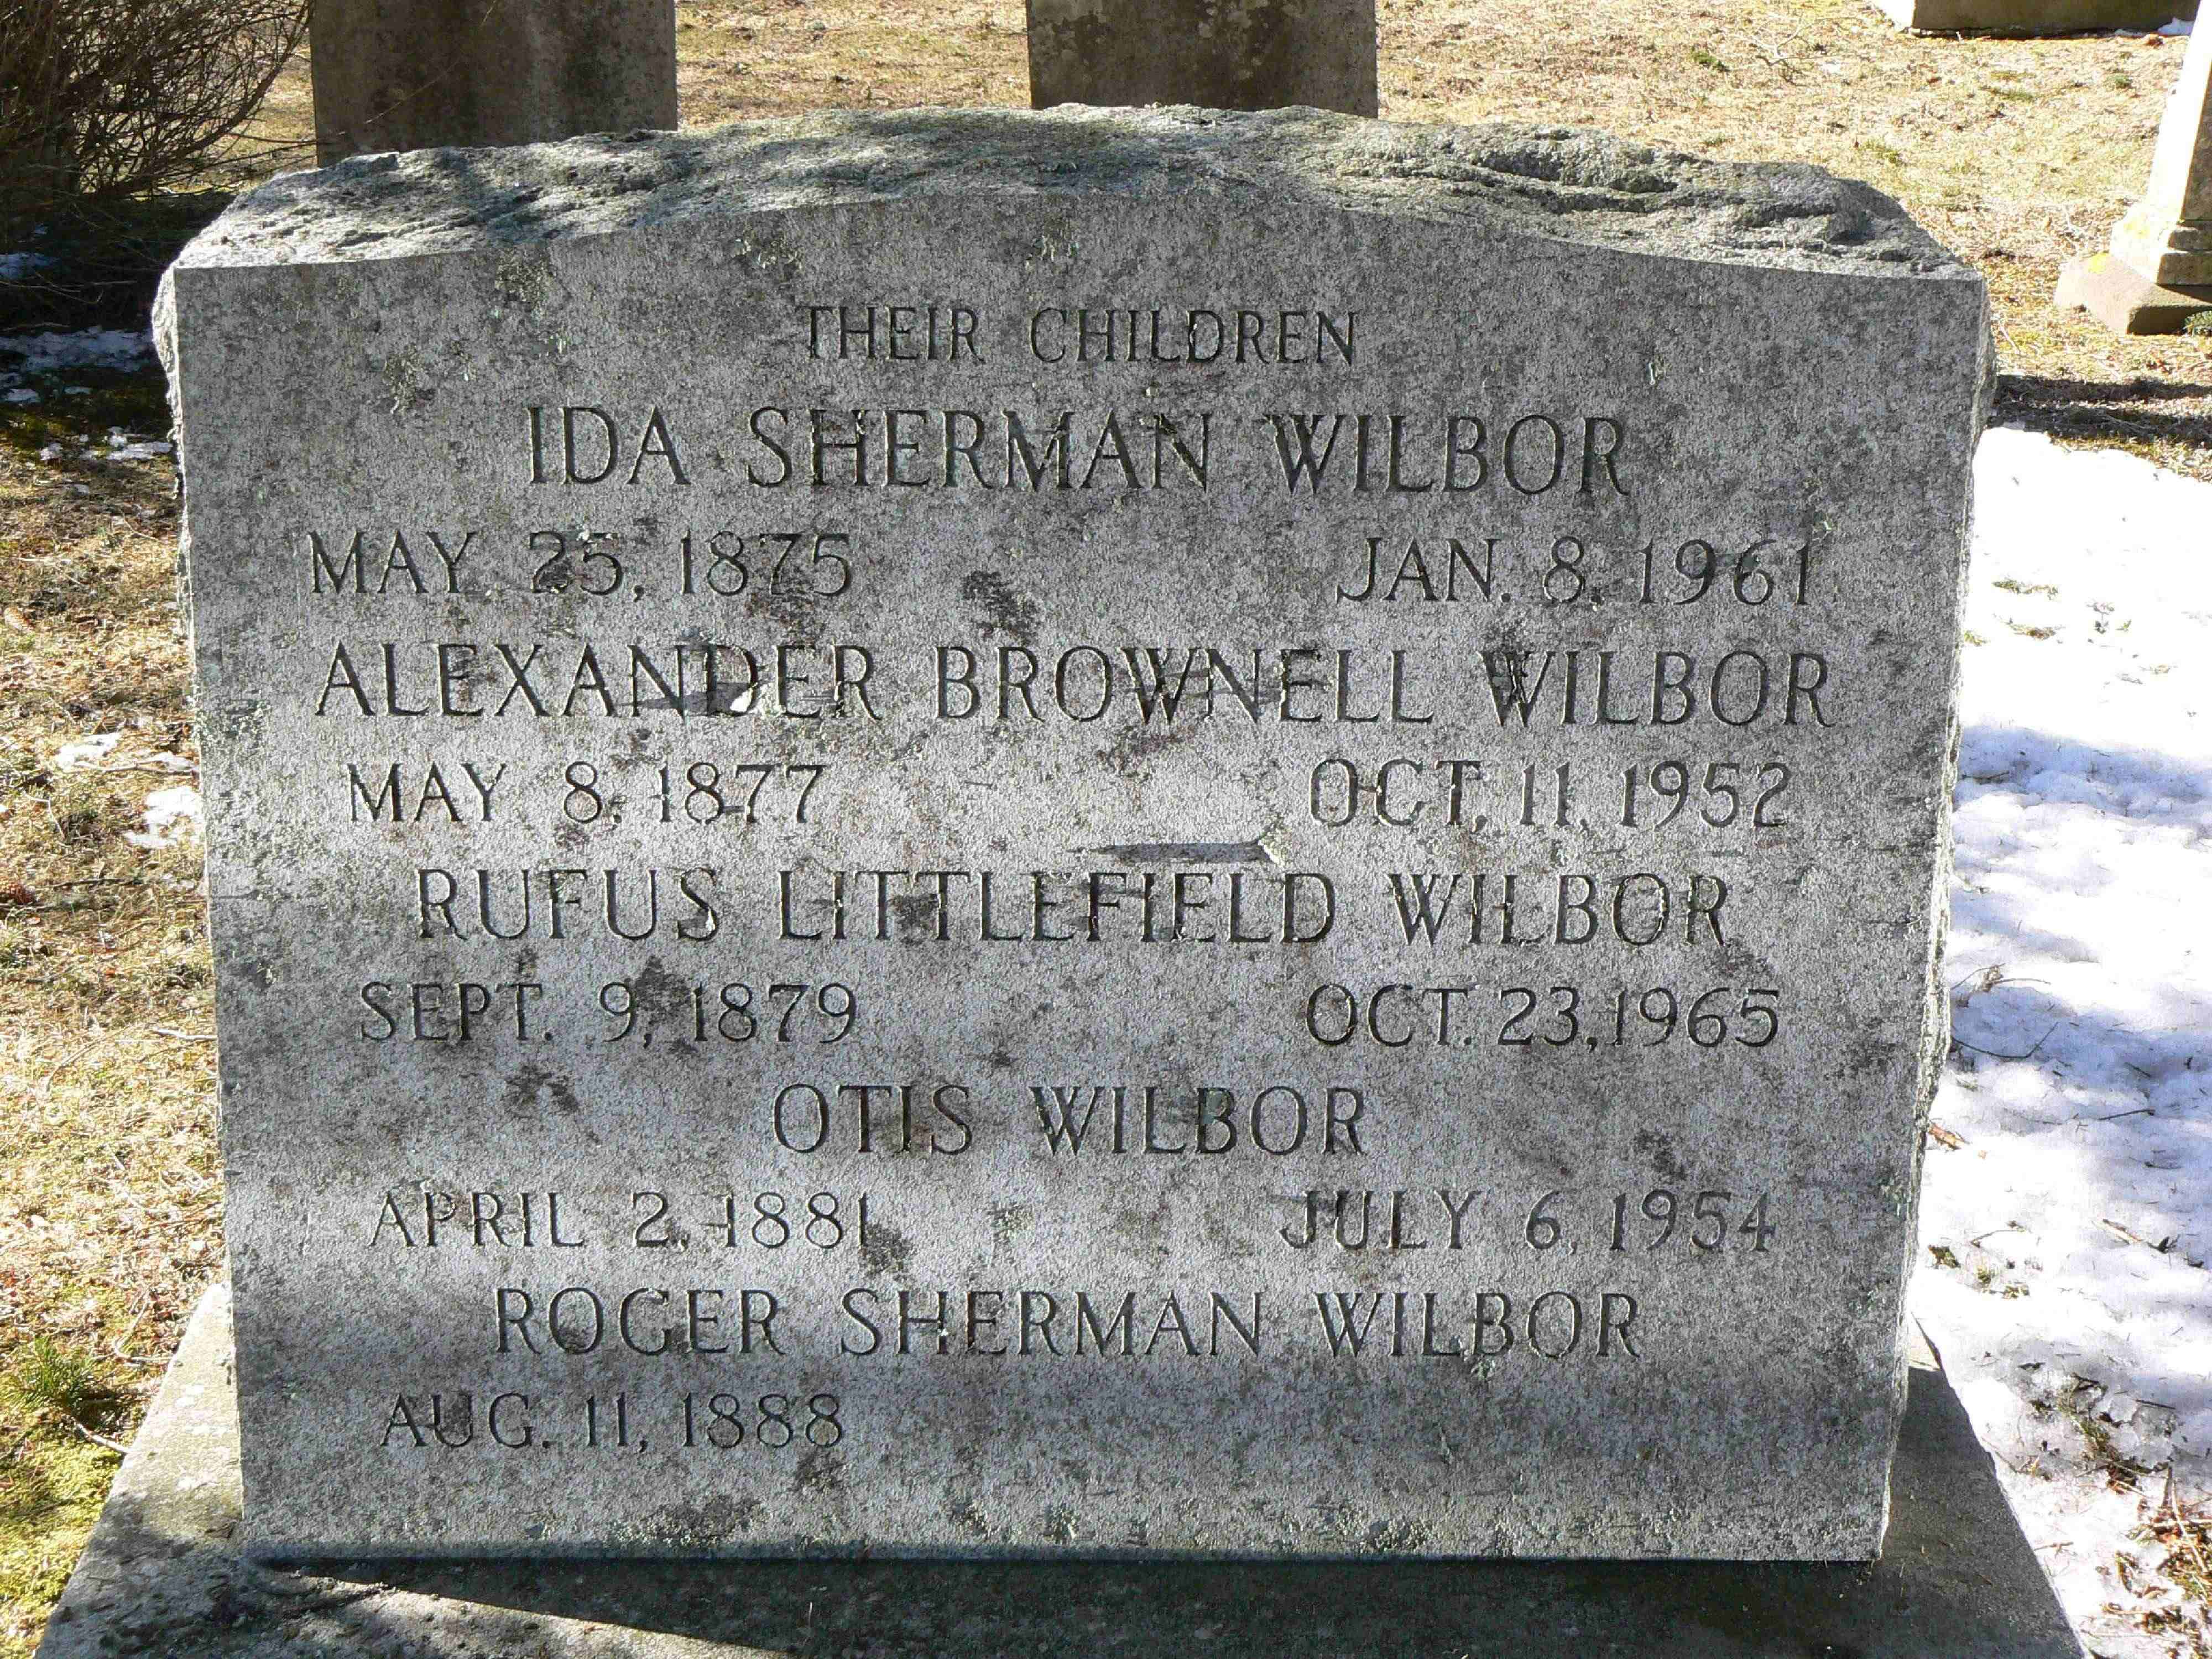 THEIR CHILDREN
IDA SHERMAN WILBOR
MAY 25, 1875 JAN. 8, 1961
ALEXANDER BROWNELL WILBOR
MAY 8, 1877 OCT, 11, 1952
RUFUS LITTLEFIELD WILBOR
SEPT. 9, 1879 OCT. 23, 1965
OTIS WILBOR
APRIL 2, 1881 JULY 6, 1954
ROGER SHERMAN WILBOR
AUG. 11, 1888